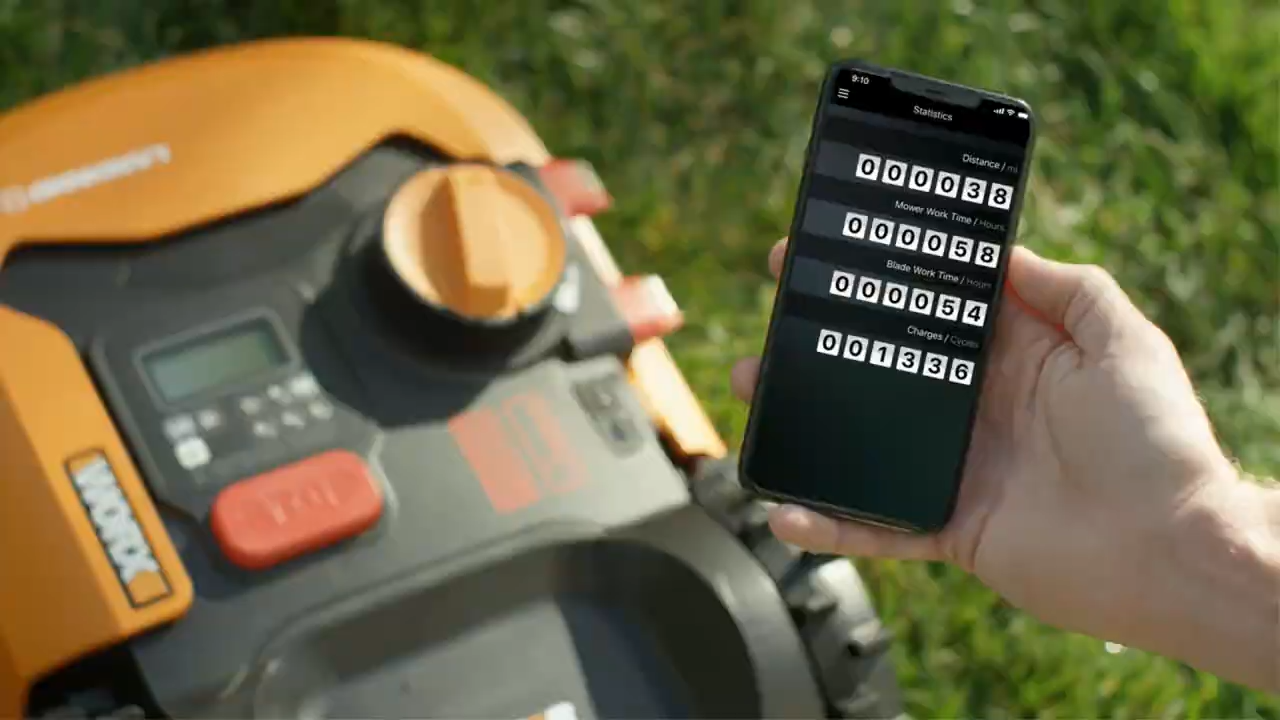 9:10
Statistics
Distance / mi
000038
Mower Work Time / Hours
000058
Blade Work Time / Hours
000054
Charges / Cycles
001336
WORX